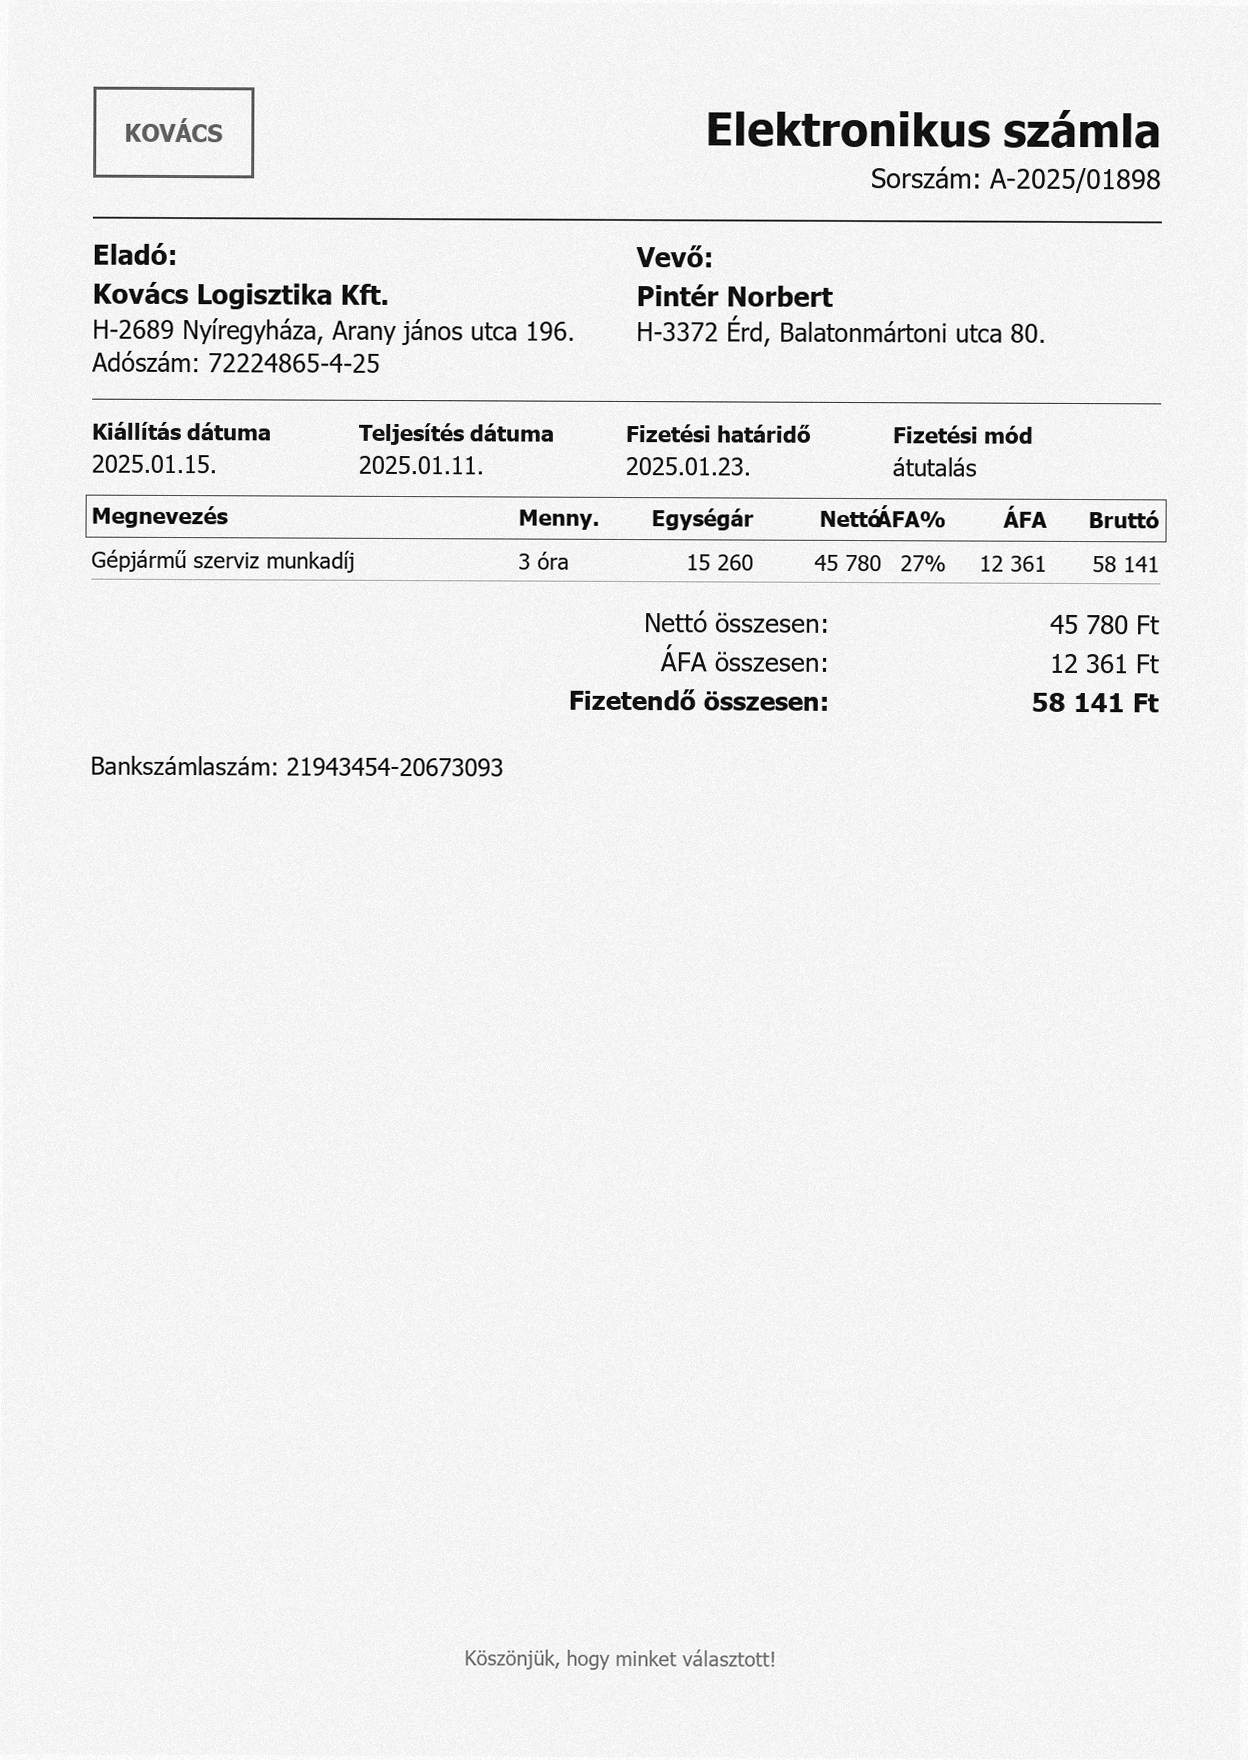 KOVÁCS
Elektronikus számla
Sorszám: A-2025/01898
Eladó:
Kovács Logisztika Kft.
H-2689 Nyíregyháza, Arany jános utca 196.
Adószám: 72224865-4-25
Vevő:
Pintér Norbert
H-3372 Érd, Balatonmártoni utca 80.
Kiállítás dátuma Teljesítés dátuma Fizetési határidő Fizetési mód
2025.01.15. 2025.01.11. 2025.01.23. átutalás
Megnevezés Menny. Egységár Nettó ÁFA% ÁFA Bruttó
Gépjármű szerviz munkadíj 3 óra 15 260 45 780 27% 12 361 58 141
Nettó összesen: 45 780 Ft
ÁFA összesen: 12 361 Ft
Fizetendő összesen: 58 141 Ft
Bankszámlaszám: 21943454-20673093
Köszönjük, hogy minket választott!